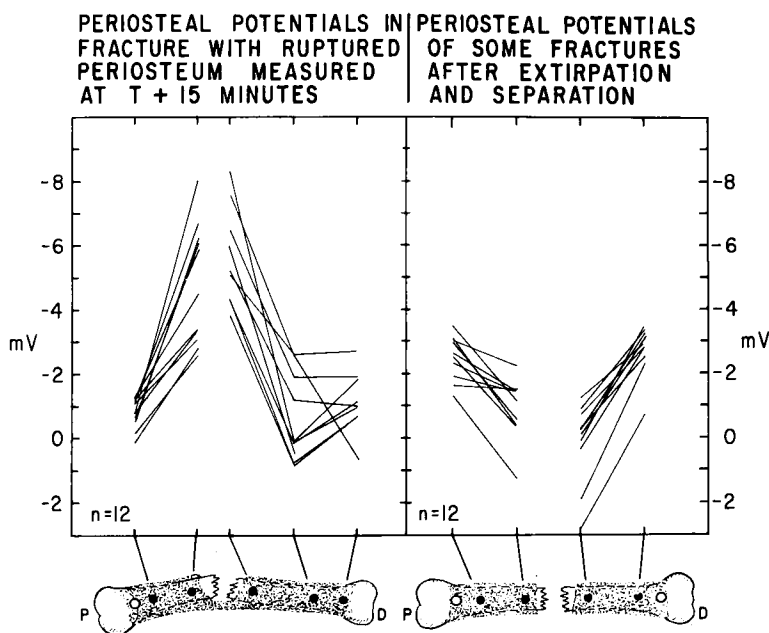 PERIOSTEAL POTENTIALS IN
FRACTURE WITH RUPTURED
PERIOSTEUM MEASURED
AT T + 15 MINUTES
PERIOSTEAL POTENTIALS
OF SOME FRACTURES
AFTER EXTIRPATION
AND SEPARATION
-8
-6
-4
mV
-2
0
-2
n=12
n=12
-8
-6
-4
mV
-2
0
-2
P
D
P
D